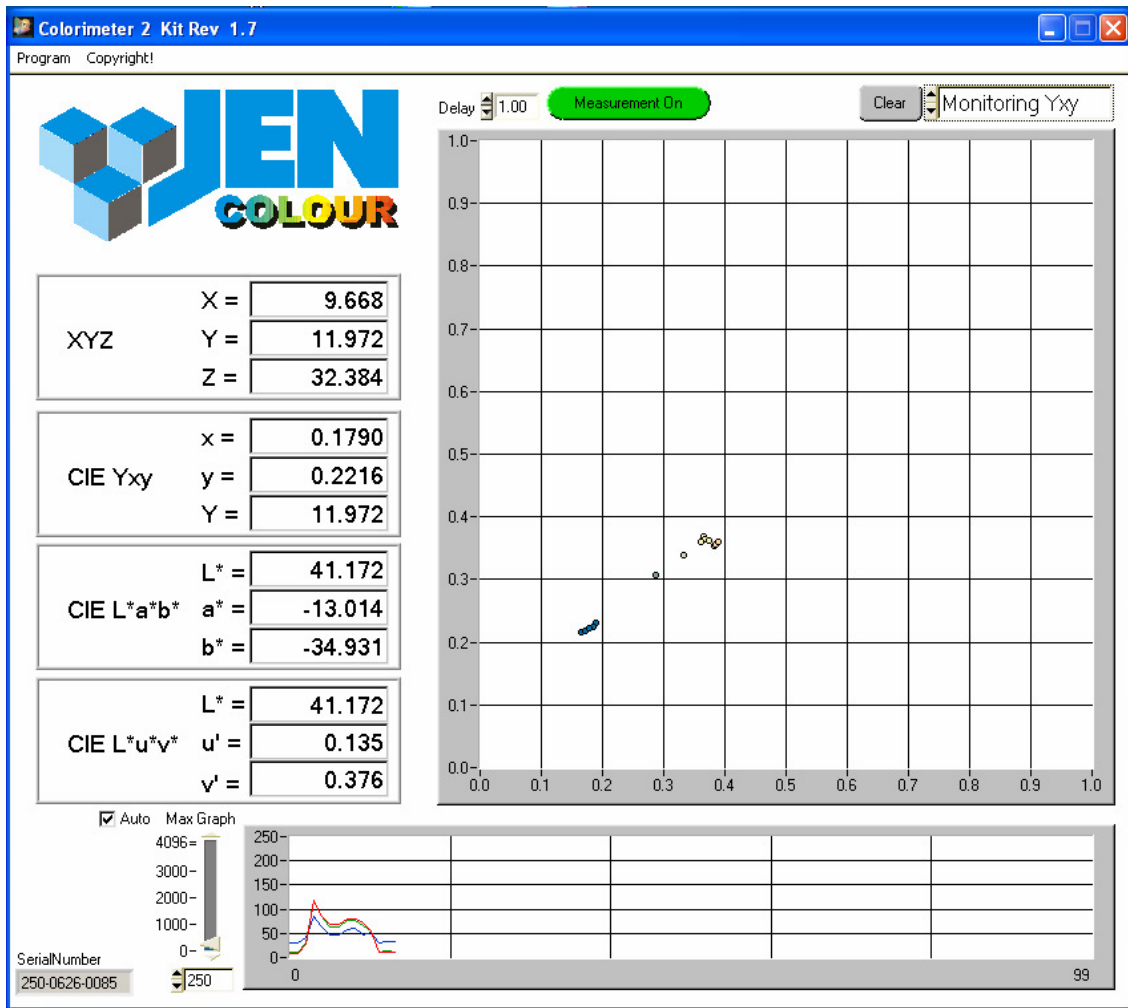 Colorimeter 2 Kit Rev 1.7
Program Copyright!
JEN
COLOUR
Delay 1.00 Measurement On Clear Monitoring Yxy
XYZ
X = 9.668
Y = 11.972
Z = 32.384
CIE Yxy
x = 0.1790
y = 0.2216
Y = 11.972
CIE L*a*b*
L* = 41.172
a* = -13.014
b* = -34.931
CIE L*u*v*
L* = 41.172
u' = 0.135
v' = 0.376
1.0
0.9
0.8
0.7
0.6
0.5
0.4
0.3
0.2
0.1
0.0
0.0 0.1 0.2 0.3 0.4 0.5 0.6 0.7 0.8 0.9 1.0
Auto Max Graph
4096
3000
2000
1000
0
250
SerialNumber
250-0626-0085
250
200
150
100
50
0
0 99